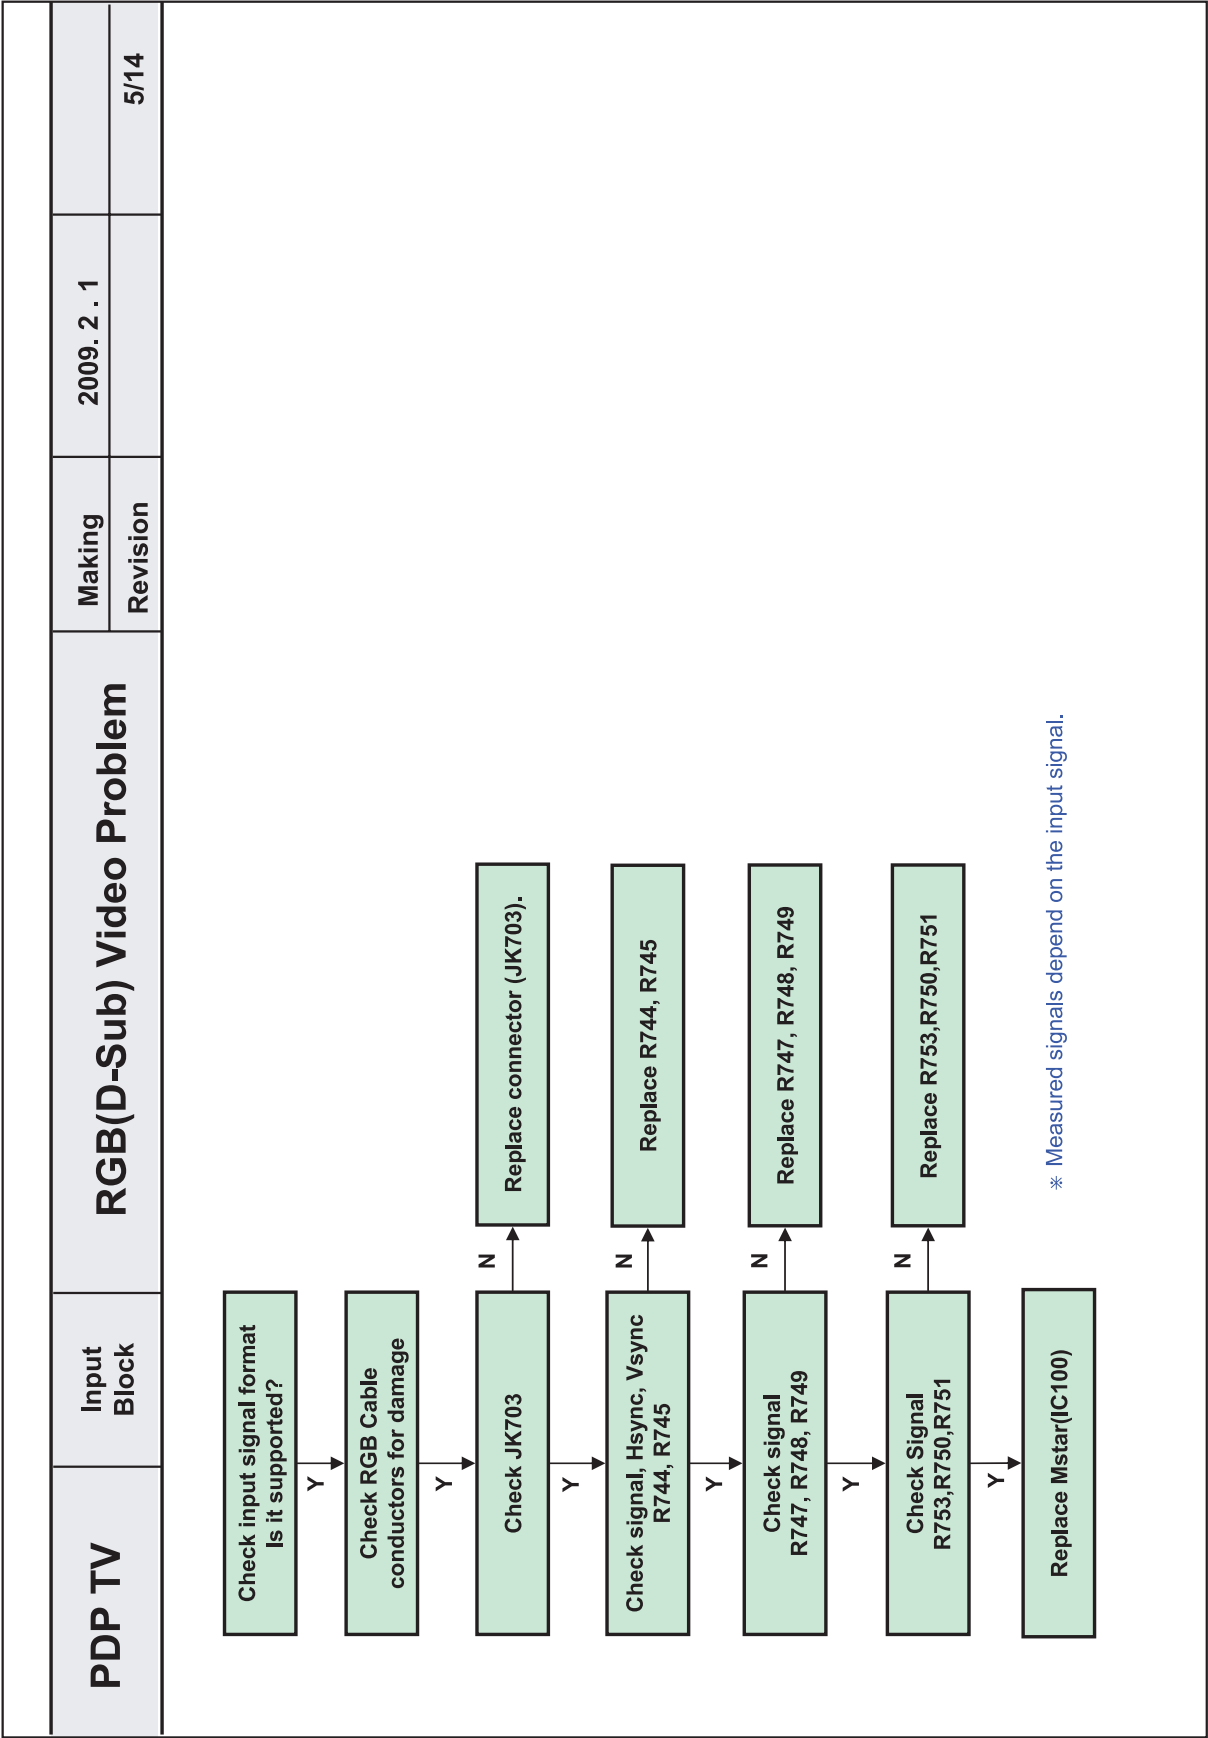 PDP TV
Input
Block
RGB(D-Sub) Video Problem
Making
2009. 2 . 1
Revision
5/14
Check input signal format
Is it supported?
Y
Check RGB Cable
conductors for damage
Y
Check JK703
N
Replace connector (JK703).
Y
Check signal, Hsync, Vsync
R744, R745
N
Replace R744, R745
Y
Check signal
R747, R748, R749
N
Replace R747, R748, R749
Y
Check Signal
R753,R750,R751
N
Replace R753,R750,R751
Y
Replace Mstar(IC100)
※ Measured signals depend on the input signal.